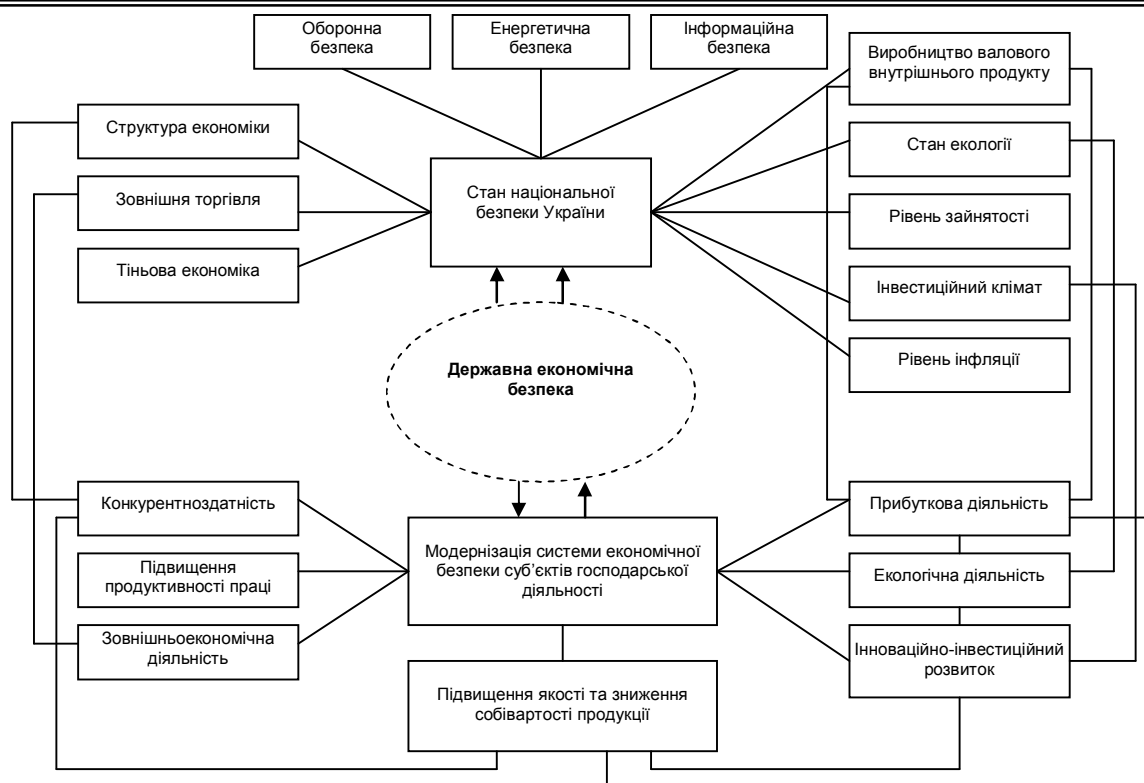 Оборонна
безпека
Енергетична
безпека
Інформаційна
безпека
Виробництво валового
внутрішнього продукту
Структура економіки
Стан екології
Зовнішня торгівля
Стан національної
безпеки України
Рівень зайнятості
Тіньова економіка
Інвестиційний клімат
Рівень інфляції
Державна економічна
безпека
Конкурентноздатність
Прибуткова діяльність
Модернізація системи економічної
безпеки суб’єктів господарської
діяльності
Підвищення
продуктивності праці
Екологічна діяльність
Зовнішньоекономічна
діяльність
Інноваційно-інвестиційний
розвиток
Підвищення якості та зниження
собівартості продукції